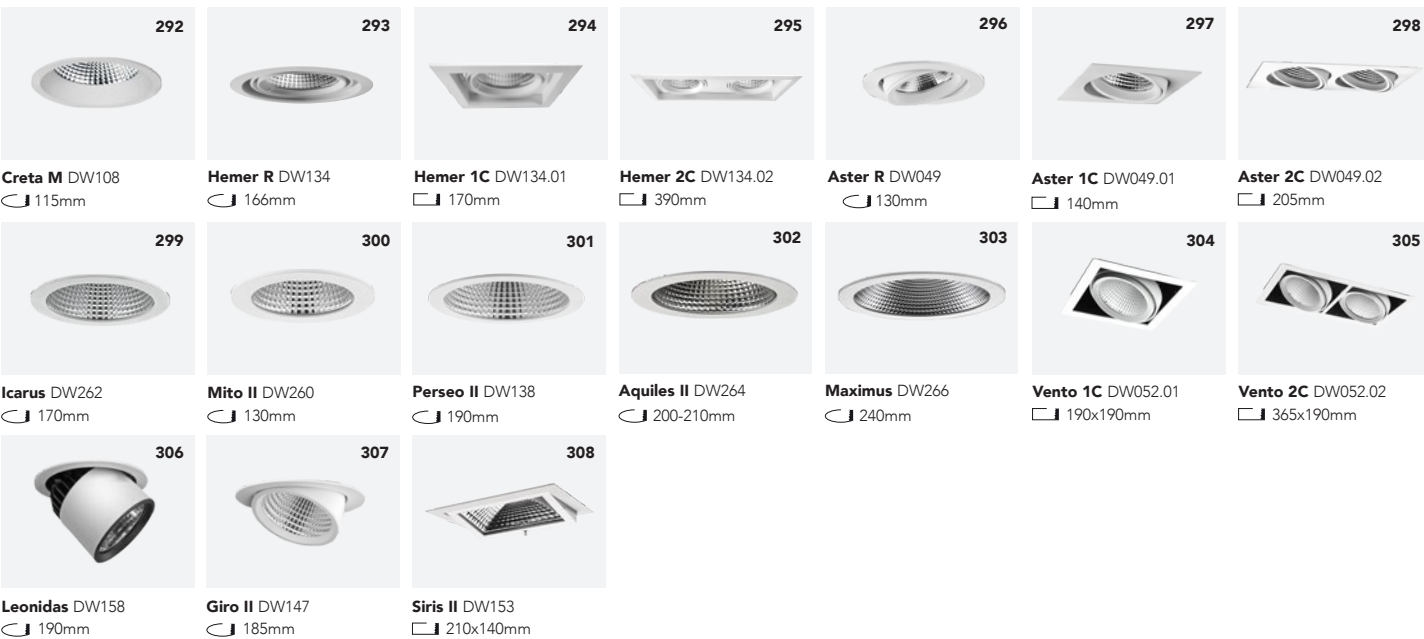 292
293
294
295
296
297
298
Creta M DW108
115mm
Hemer R DW134
166mm
Hemer 1C DW134.01
170mm
Hemer 2C DW134.02
390mm
Aster R DW049
130mm
Aster 1C DW049.01
140mm
Aster 2C DW049.02
205mm
299
300
301
302
303
304
305
Icarus DW262
170mm
Mito II DW260
130mm
Perseo II DW138
190mm
Aquiles II DW264
200-210mm
Maximus DW266
240mm
Vento 1C DW052.01
190x190mm
Vento 2C DW052.02
365x190mm
306
307
308
Leonidas DW158
190mm
Giro II DW147
185mm
Siris II DW153
210x140mm